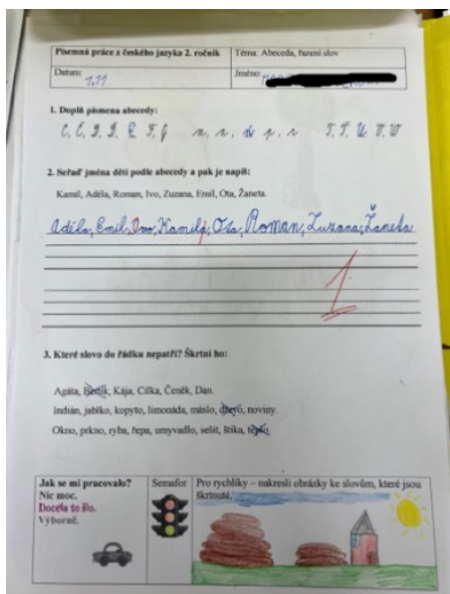 Písemná práce z českého jazyka 2. ročník
Téma: Abeceda, řazení slov
Datum: 1.11
Jméno:
1. Doplň písmena abecedy:
C, Č, D, Ď, E, F, G
T, Ť, U, V, W
2. Seřaď jména dětí podle abecedy a pak je napiš:
Kamil, Adéla, Roman, Ivo, Zuzana, Emil, Ota, Žaneta.
Adéla, Emil, Ivo, Kamil, Ota, Roman, Zuzana, Žaneta
1
3. Které slovo do řádku nepatří? Škrtni ho:
Agáta, Kája, Cilka, Čeněk, Dan.
Indián, jablko, kopyto, limonáda, máslo, noviny.
Okno, pekno, ryba, řepa, umyvadlo, sešit, štika,
Jak se mi pracovalo?
Nic moc.
Docela to šlo.
Výborně.
Semafor
Pro rychlíky – nakresli obrázky ke slovům, které jsou
škrtnuté.